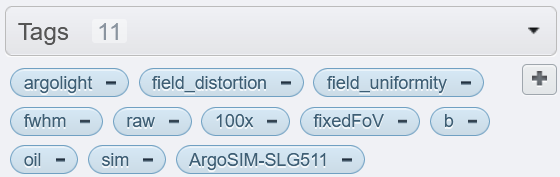 Tags 11
argolight field_distortion field_uniformity
fwhm raw 100x fixedFoV b
oil sim ArgoSIM-SLG511